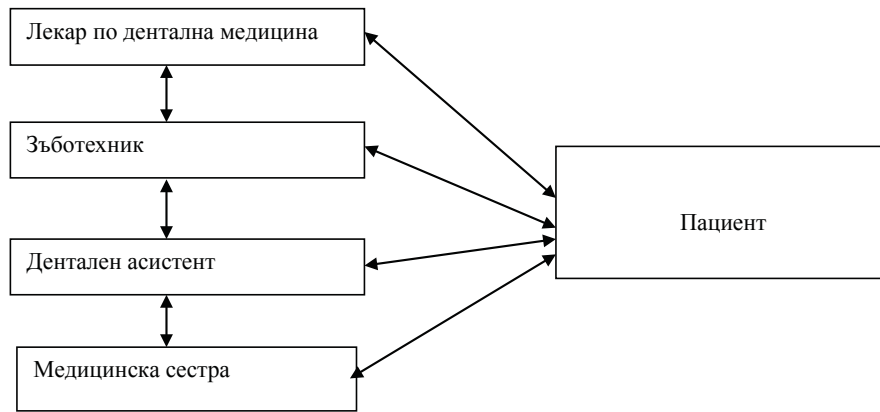 Лекар по дентална медицина
Зъботехник
Дентален асистент
Медицинска сестра
Пациент